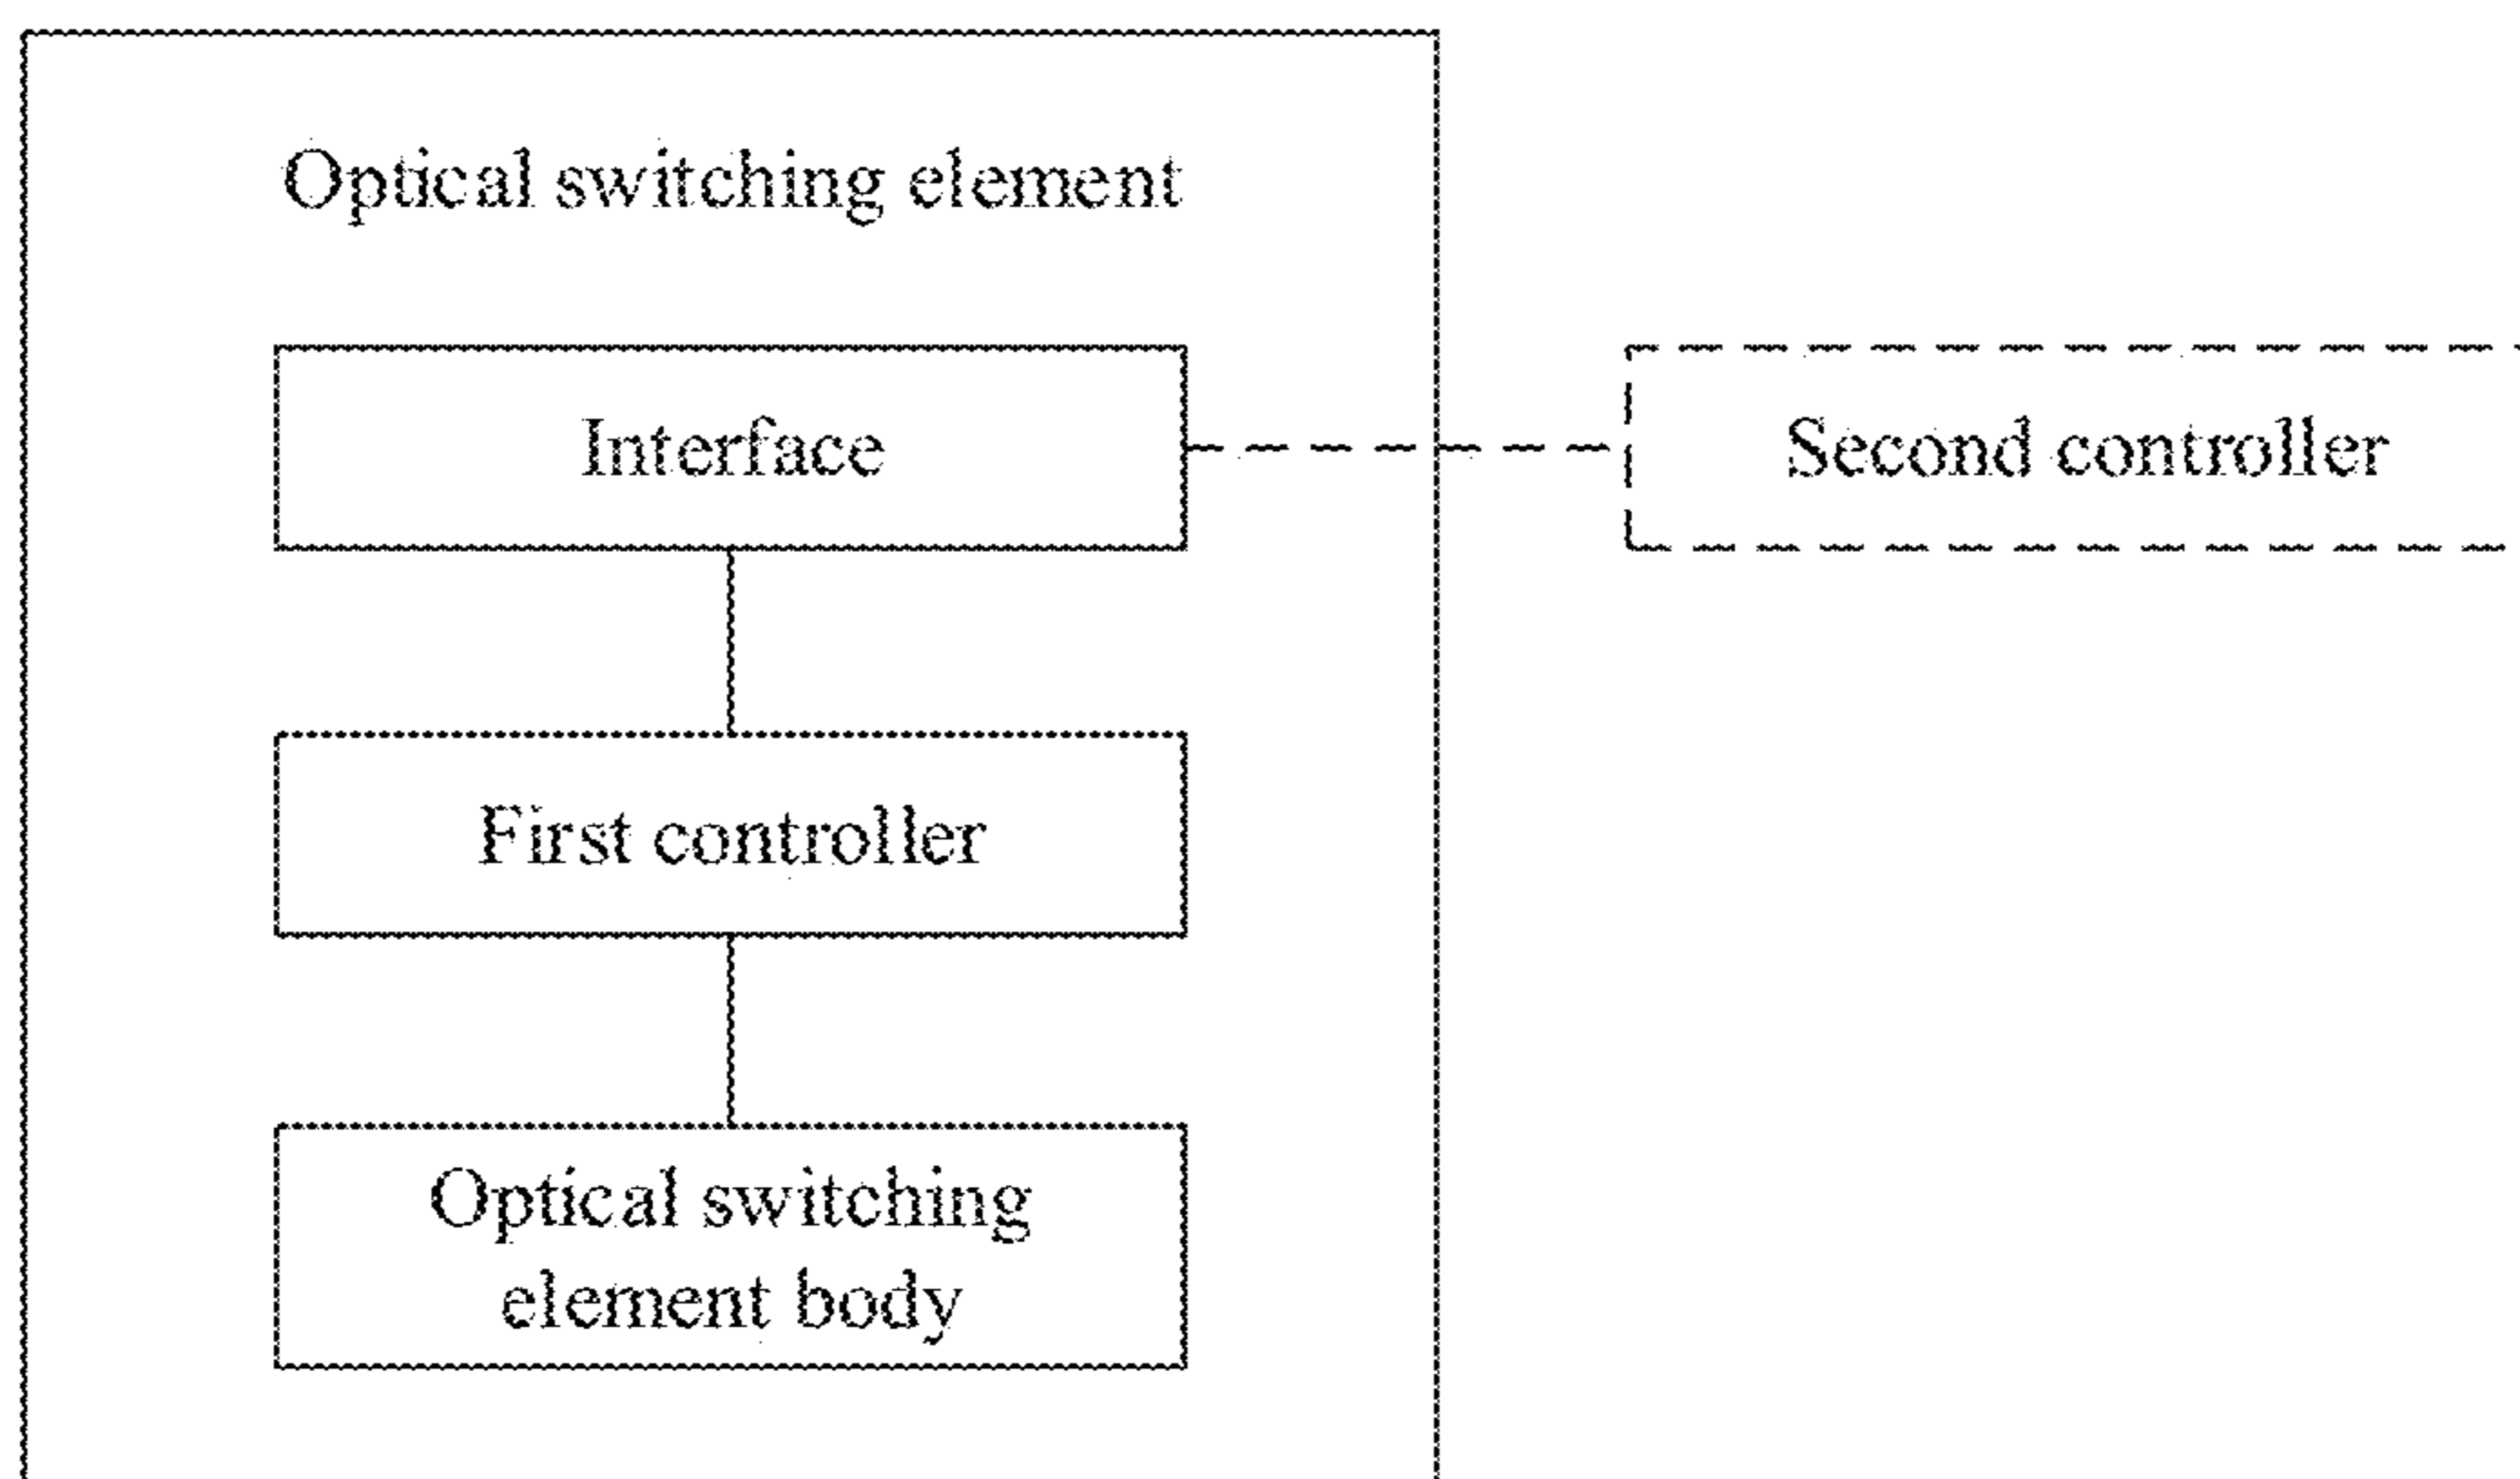 Optical switching element
Interface
Second controller
First controller
Optical switching
element body